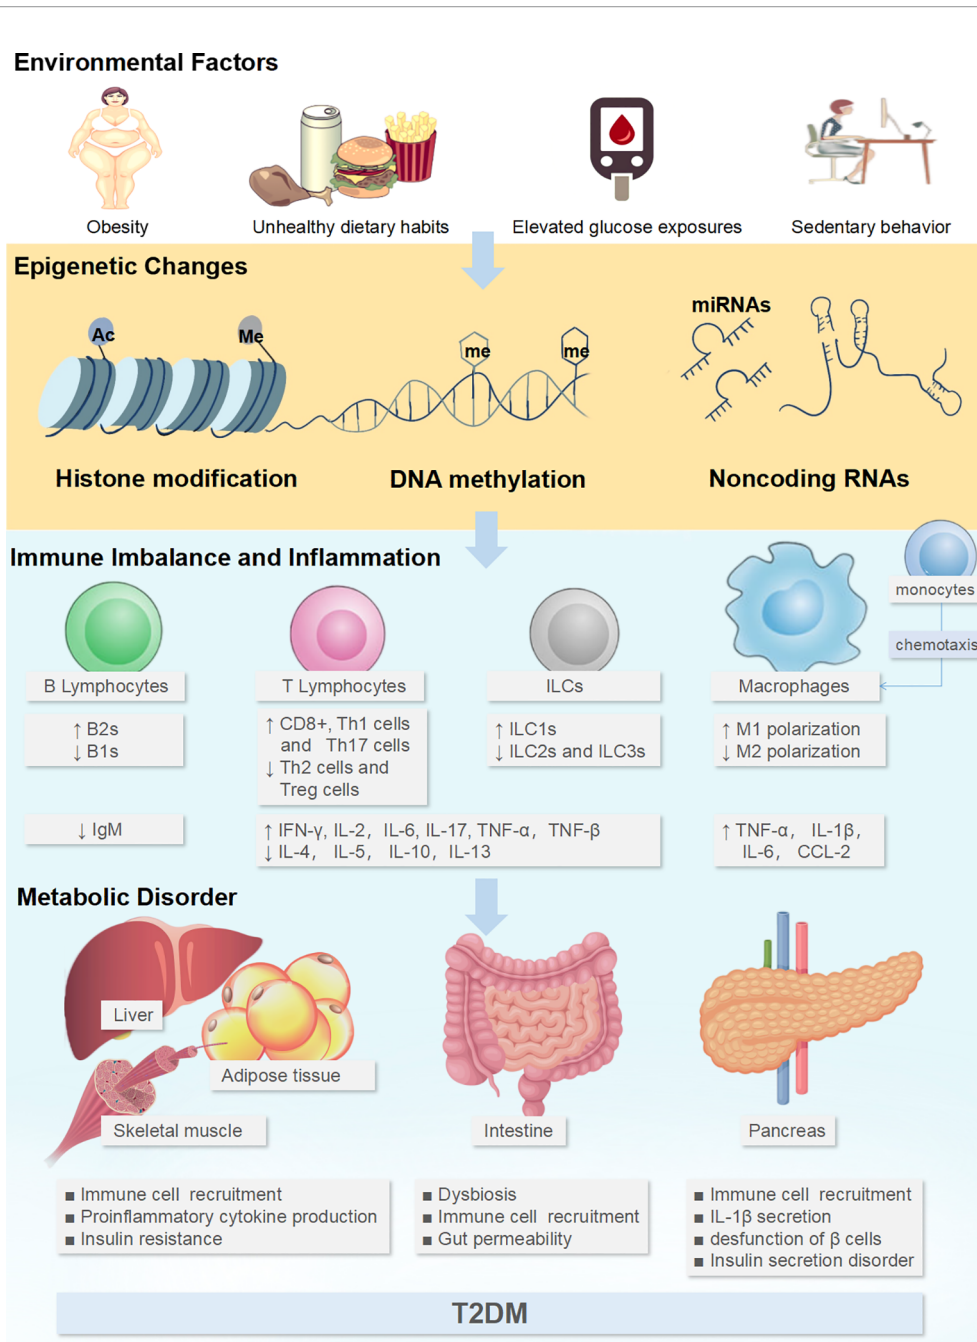 Environmental Factors
Obesity
Unhealthy dietary habits
Elevated glucose exposures
Sedentary behavior
Epigenetic Changes
miRNAs
Ac
Me
me
me
Histone modification
DNA methylation
Noncoding RNAs
Immune Imbalance and Inflammation
monocytes
chemotaxis
B Lymphocytes
T Lymphocytes
ILCs
Macrophages
↑ B2s
↓ B1s
↑ CD8+, Th1 cells
and Th17 cells
↓ Th2 cells and
Treg cells
↑ ILC1s
↓ ILC2s and ILC3s
↑ M1 polarization
↓ M2 polarization
↓ IgM
↑ IFN-γ, IL-2, IL-6, IL-17, TNF-α, TNF-β
↓ IL-4, IL-5, IL-10, IL-13
↑ TNF-α, IL-1β,
IL-6, CCL-2
Metabolic Disorder
Liver
Adipose tissue
Skeletal muscle
Intestine
Pancreas
■ Immune cell recruitment
■ Proinflammatory cytokine production
■ Insulin resistance
■ Dysbiosis
■ Immune cell recruitment
■ Gut permeability
■ Immune cell recruitment
■ IL-1β secretion
■ desfunction of β cells
■ Insulin secretion disorder
T2DM